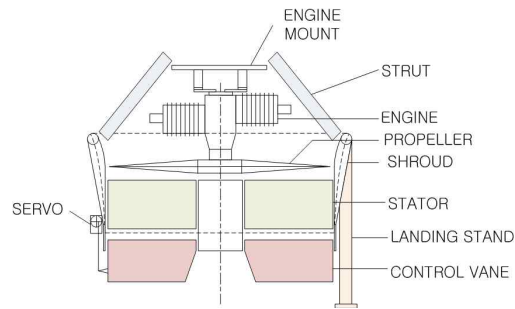 ENGINE
MOUNT
STRUT
ENGINE
PROPELLER
SHROUD
STATOR
SERVO
LANDING STAND
CONTROL VANE